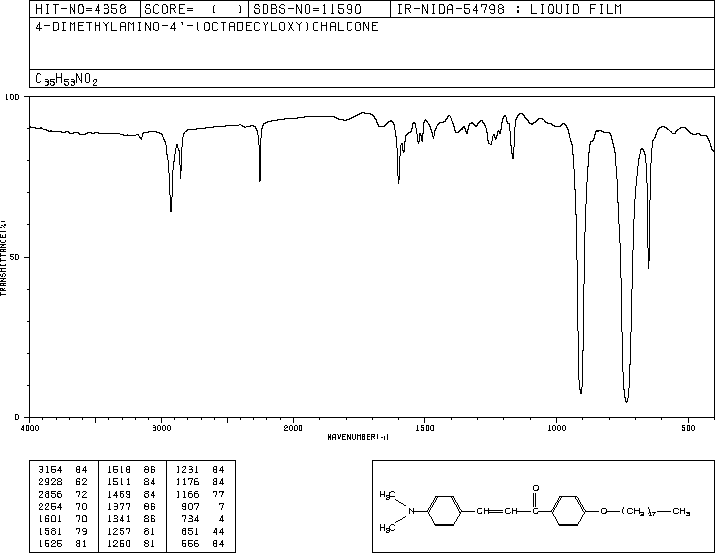 HIT-NO=4358 SCORE= ( ) SDBS-NO=11590 IR-NIDA-54798 : LIQUID FILM
4-DIMETHYLAMINO-4'-(OCTADECYLOXY)CHALCONE
C35H53NO2
100
50
0
TRANSMITTANCE(%)
4000 3000 2000 1500 1000 500
WAVENUMBER(-1)
3154 84 1518 86 1231 84
2928 62 1511 84 1176 84
2856 72 1469 84 1166 77
2254 70 1377 86 907 7
1601 70 1341 86 734 4
1581 79 1257 81 651 44
1526 81 1250 81 556 84
O
H3C
N
H3C
CH=CH-C
O-(CH2)17-CH3